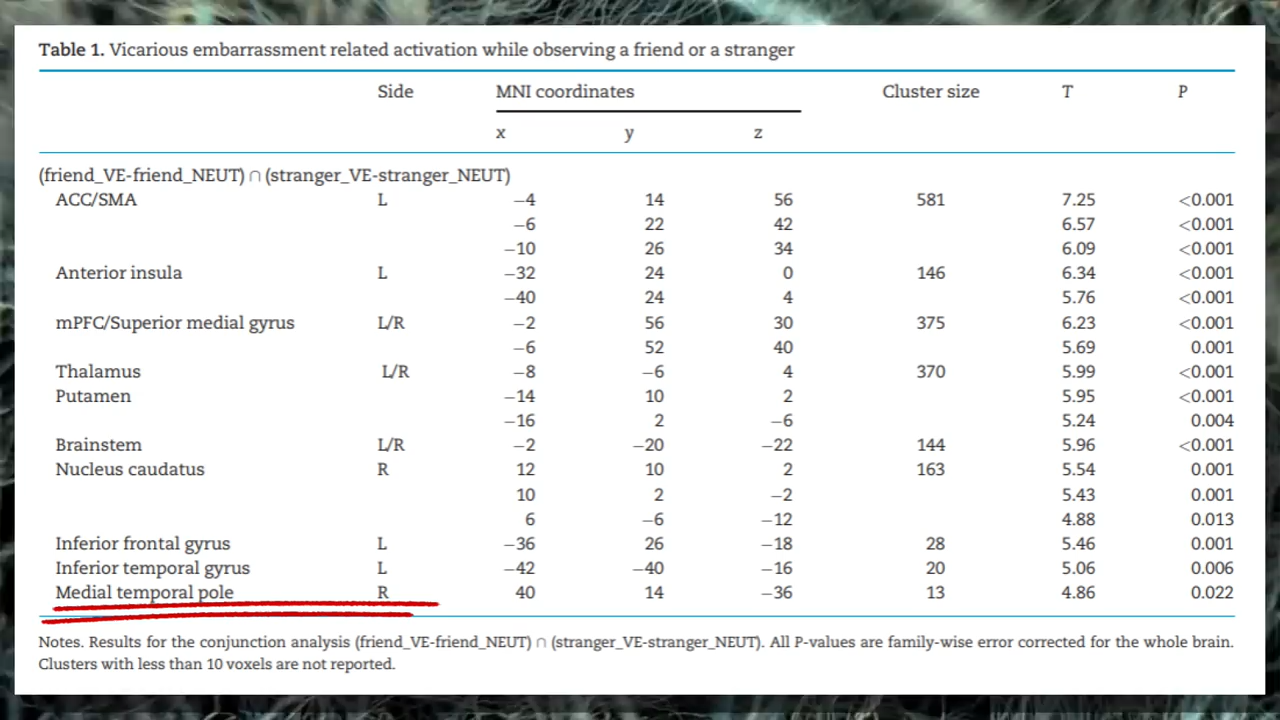 Table 1. Vicarious embarrassment related activation while observing a friend or a stranger
Side MNI coordinates Cluster size T P
x y z
(friend_VE-friend_NEUT) ∩ (stranger_VE-stranger_NEUT)
ACC/SMA L −4 14 56 581 7.25 <0.001
−6 22 42 6.57 <0.001
−10 26 34 6.09 <0.001
Anterior insula L −32 24 0 146 6.34 <0.001
−40 24 4 5.76 <0.001
mPFC/Superior medial gyrus L/R −2 56 30 375 6.23 <0.001
−6 52 40 5.69 0.001
Thalamus L/R −8 −6 4 370 5.99 <0.001
Putamen −14 10 2 5.95 <0.001
−16 2 −6 5.24 0.004
Brainstem L/R −2 −20 −22 144 5.96 <0.001
Nucleus caudatus R 12 10 2 163 5.54 0.001
10 2 −2 5.43 0.001
6 −6 −12 4.88 0.013
Inferior frontal gyrus L −36 26 −18 28 5.46 0.001
Inferior temporal gyrus L −42 −40 −16 20 5.06 0.006
Medial temporal pole R 40 14 −36 13 4.86 0.022
Notes. Results for the conjunction analysis (friend_VE-friend_NEUT) ∩ (stranger_VE-stranger_NEUT). All P-values are family-wise error corrected for the whole brain.
Clusters with less than 10 voxels are not reported.